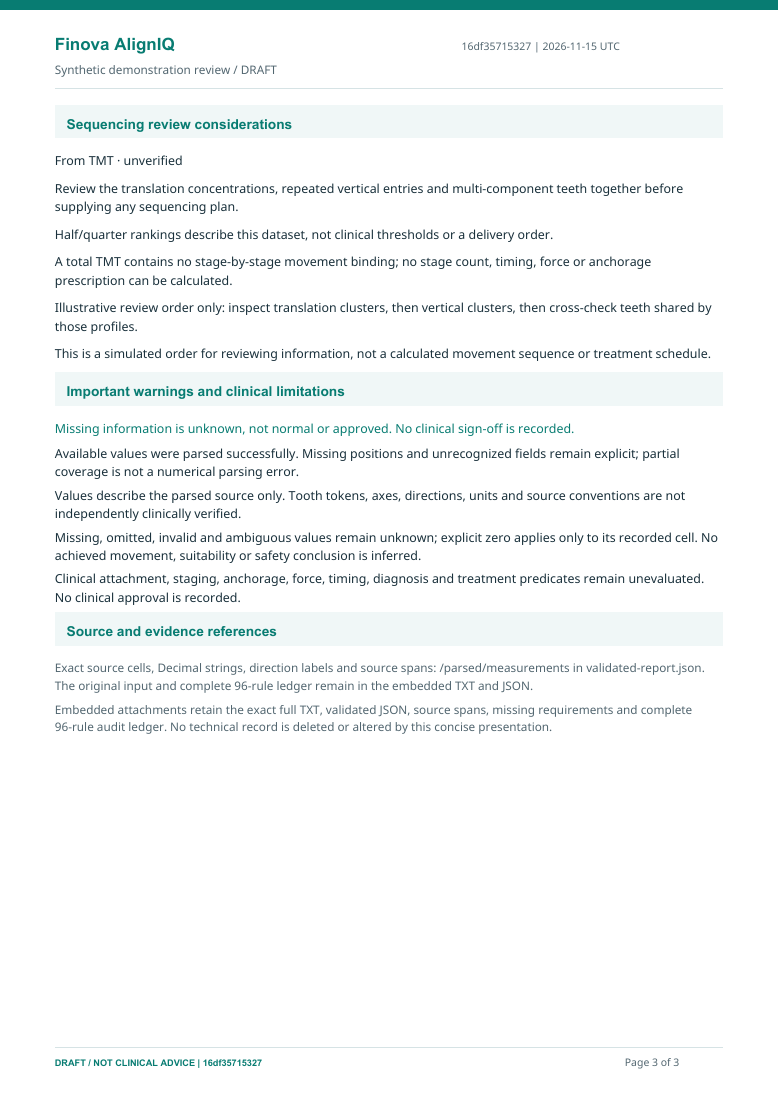 Finova AlignIQ
16df35715327 | 2026-11-15 UTC
Synthetic demonstration review / DRAFT
Sequencing review considerations
From TMT · unverified
Review the translation concentrations, repeated vertical entries and multi-component teeth together before
supplying any sequencing plan.
Half/quarter rankings describe this dataset, not clinical thresholds or a delivery order.
A total TMT contains no stage-by-stage movement binding; no stage count, timing, force or anchorage
prescription can be calculated.
Illustrative review order only: inspect translation clusters, then vertical clusters, then cross-check teeth shared by
those profiles.
This is a simulated order for reviewing information, not a calculated movement sequence or treatment schedule.
Important warnings and clinical limitations
Missing information is unknown, not normal or approved. No clinical sign-off is recorded.
Available values were parsed successfully. Missing positions and unrecognized fields remain explicit; partial
coverage is not a numerical parsing error.
Values describe the parsed source only. Tooth tokens, axes, directions, units and source conventions are not
independently clinically verified.
Missing, omitted, invalid and ambiguous values remain unknown; explicit zero applies only to its recorded cell. No
achieved movement, suitability or safety conclusion is inferred.
Clinical attachment, staging, anchorage, force, timing, diagnosis and treatment predicates remain unevaluated.
No clinical approval is recorded.
Source and evidence references
Exact source cells, Decimal strings, direction labels and source spans: /parsed/measurements in validated-report.json.
The original input and complete 96-rule ledger remain in the embedded TXT and JSON.
Embedded attachments retain the exact full TXT, validated JSON, source spans, missing requirements and complete
96-rule audit ledger. No technical record is deleted or altered by this concise presentation.
DRAFT / NOT CLINICAL ADVICE | 16df35715327
Page 3 of 3